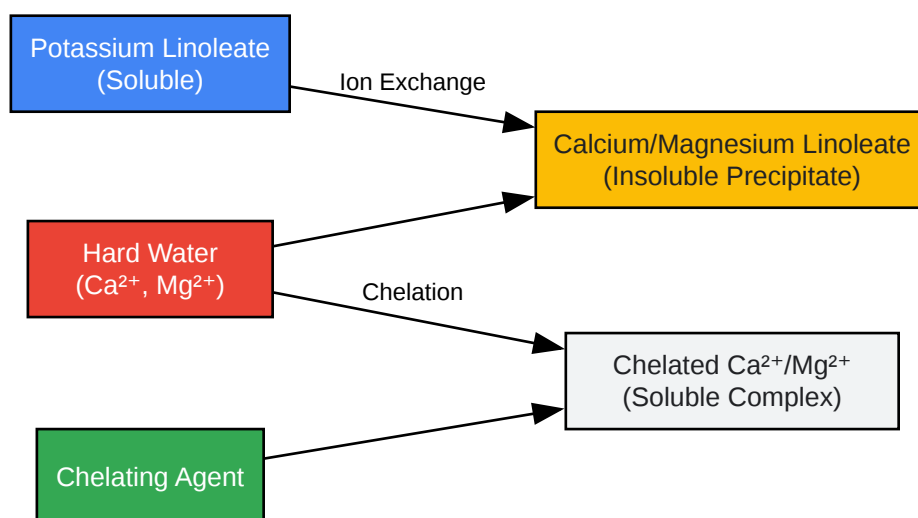 Potassium Linoleate
(Soluble)
Ion Exchange
Calcium/Magnesium Linoleate
(Insoluble Precipitate)
Hard Water
(Ca²⁺, Mg²⁺)
Chelation
Chelated Ca²⁺/Mg²⁺
(Soluble Complex)
Chelating Agent